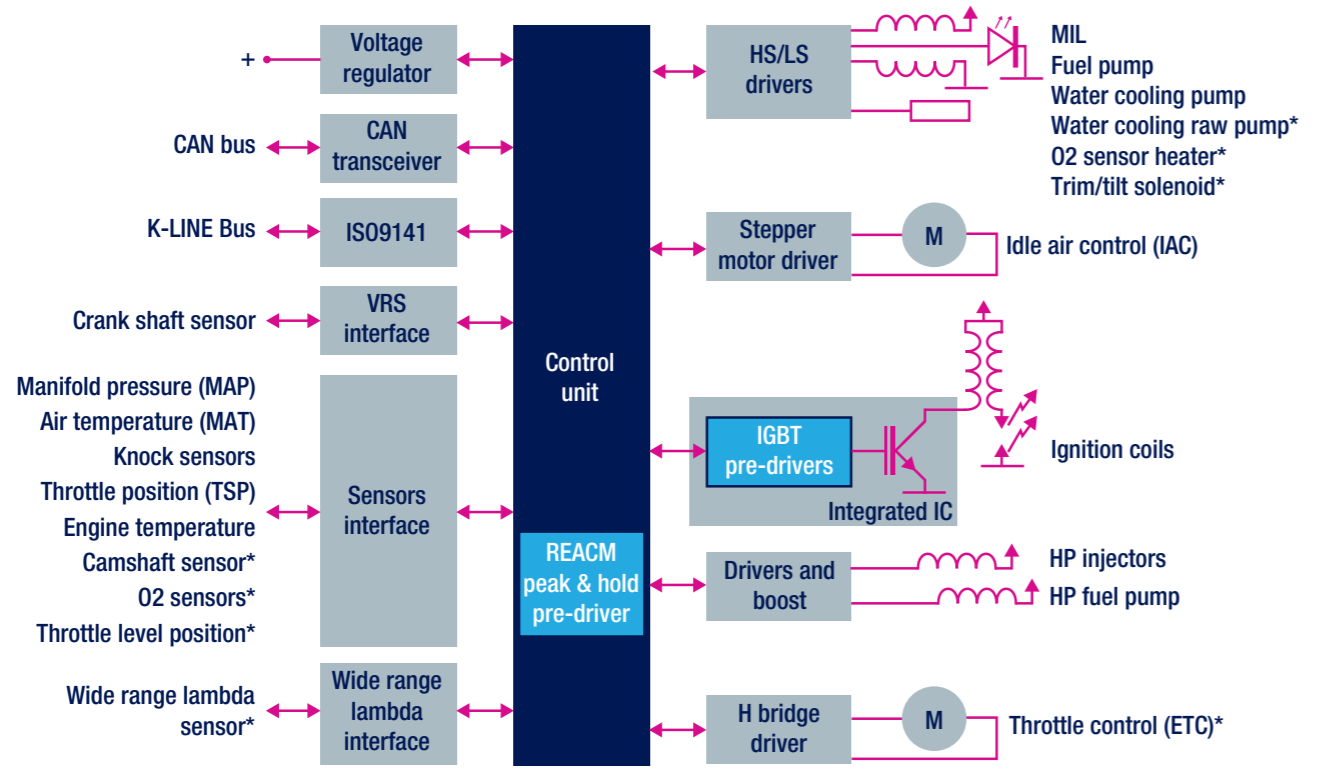 +
Voltage
regulator
CAN bus
CAN
transceiver
K-LINE Bus
ISO9141
Crank shaft sensor
VRS
interface
Manifold pressure (MAP)
Air temperature (MAT)
Knock sensors
Throttle position (TSP)
Engine temperature
Camshaft sensor*
O2 sensors*
Throttle level position*
Sensors
interface
Wide range lambda
sensor*
Wide range
lambda
interface
Control
unit
REACM
peak & hold
pre-driver
HS/LS
drivers
MIL
Fuel pump
Water cooling pump
Water cooling raw pump*
O2 sensor heater*
Trim/tilt solenoid*
Stepper
motor driver
M
Idle air control (IAC)
IGBT
pre-drivers
Integrated IC
Ignition coils
Drivers and
boost
HP injectors
HP fuel pump
H bridge
driver
M
Throttle control (ETC)*